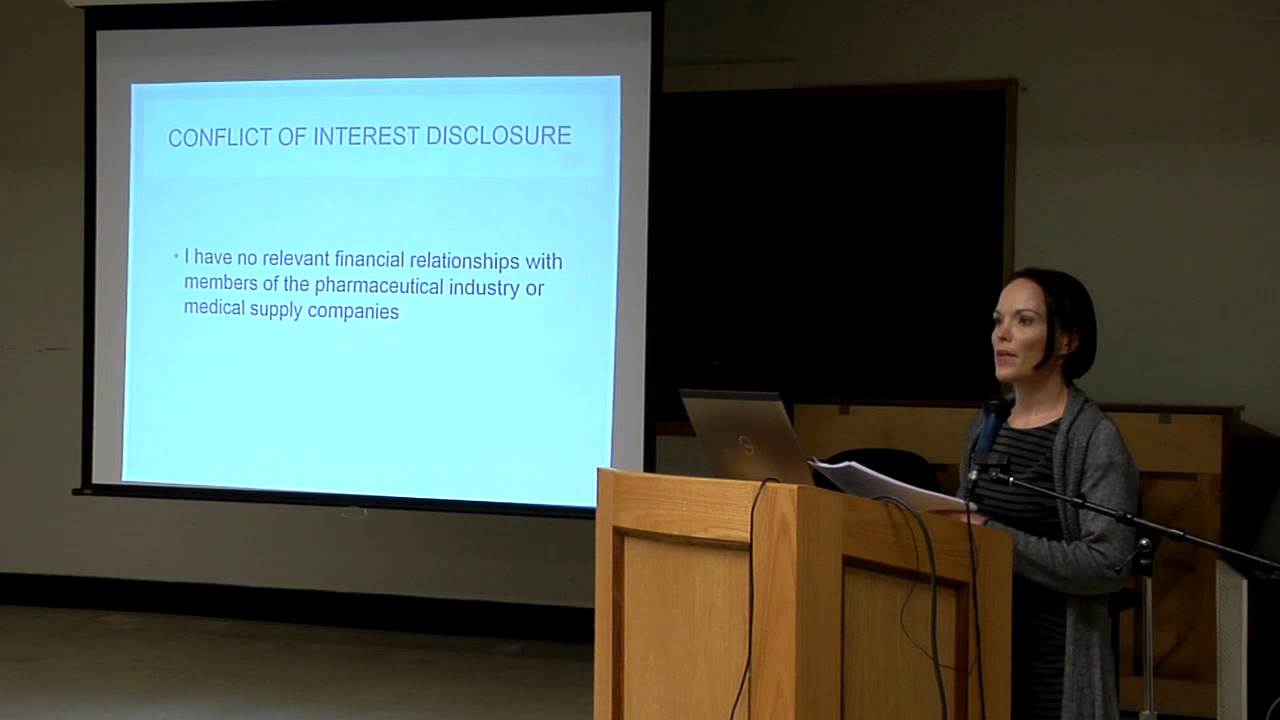 CONFLICT OF INTEREST DISCLOSURE
• I have no relevant financial relationships with
members of the pharmaceutical industry or
medical supply companies